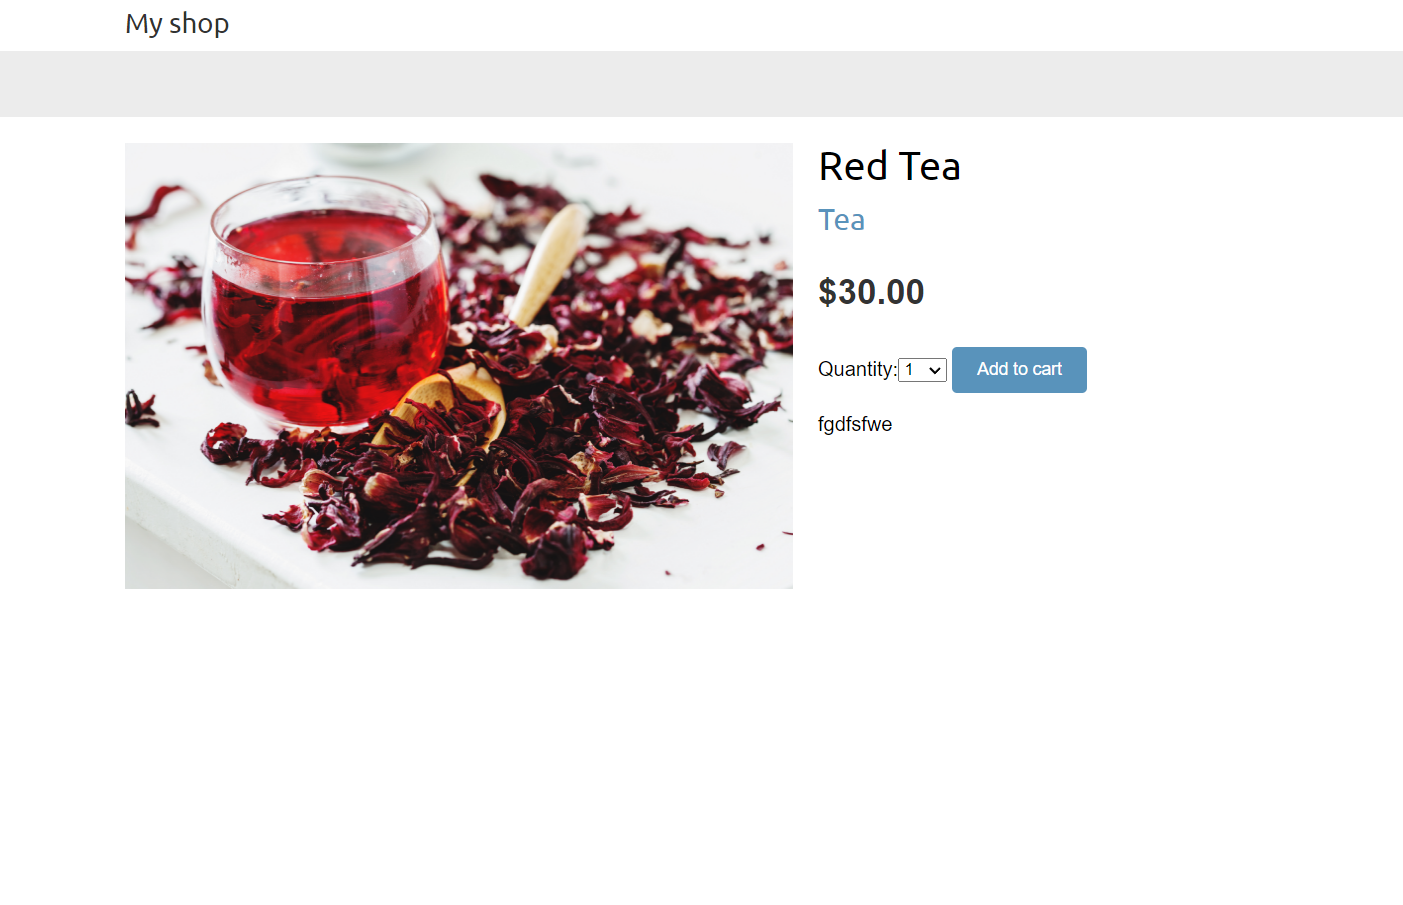 My shop
Red Tea
Tea
$30.00
Quantity: 1 Add to cart
fgdfsfwe